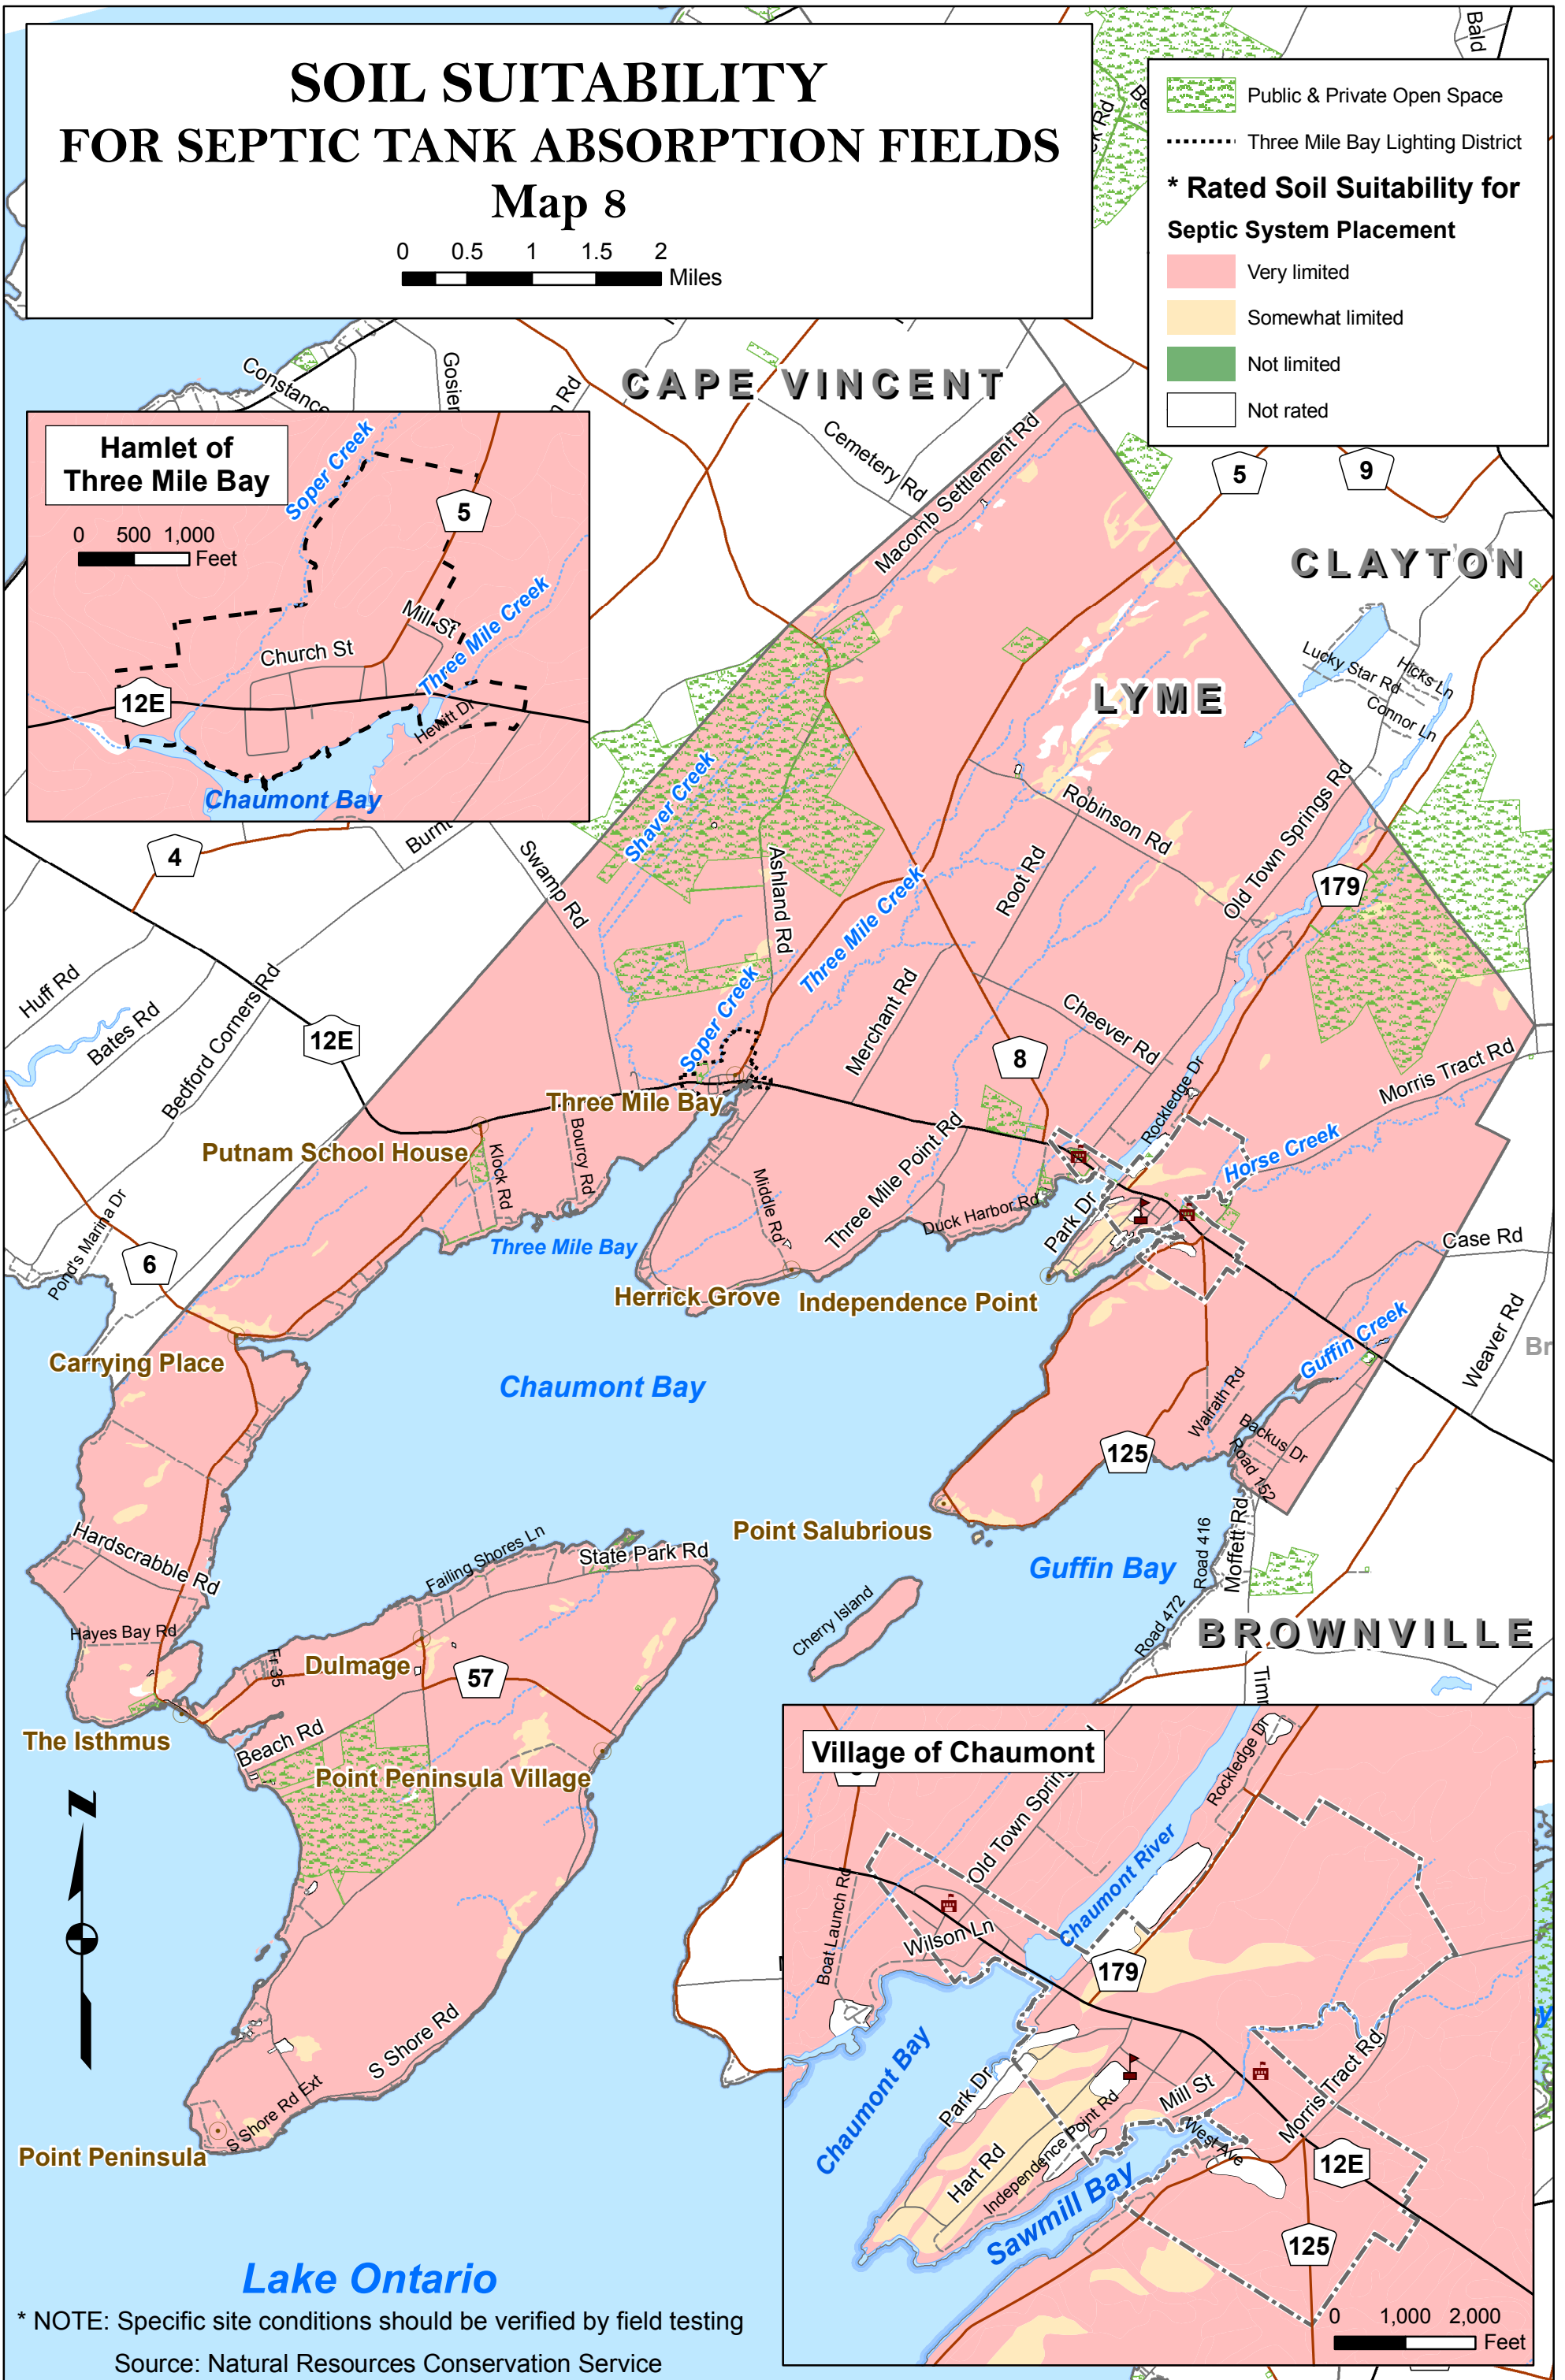 SOIL SUITABILITY
FOR SEPTIC TANK ABSORPTION FIELDS
Map 8
0 0.5 1 1.5 2
Miles
Public & Private Open Space
Three Mile Bay Lighting District
* Rated Soil Suitability for
Septic System Placement
Very limited
Somewhat limited
Not limited
Not rated
Bald
Constance
Gosier
CAPE VINCENT
Cemetery Rd
Macomb Settlement Rd
5
9
CLAYTON
Lucky Star Rd
Hicks Ln
Connor Ln
LYME
Hamlet of
Three Mile Bay
0 500 1,000
Feet
Soper Creek
5
Mill St
Three Mile Creek
Church St
12E
Hewitt Dr
Chaumont Bay
4
Burnt
Swamp Rd
Shaver Creek
Ashland Rd
Three Mile Creek
Robinson Rd
Root Rd
Old Town Springs Rd
179
Huff Rd
Bates Rd
Bedford Corners Rd
12E
Soper Creek
Merchant Rd
Cheever Rd
8
Rockledge Dr
Morris Tract Rd
Horse Creek
Three Mile Bay
Putnam School House
Klock Rd
Bourcy Rd
Middle Rd
Three Mile Point Rd
Duck Harbor Rd
Park Dr
Pond's Marina Dr
6
Three Mile Bay
Herrick Grove
Independence Point
Case Rd
Guffin Creek
Weaver Rd
Br
Carrying Place
Chaumont Bay
Walrath Rd
Backus Dr
Road 152
125
Point Salubrious
Guffin Bay
Road 416
Moffett Rd
Road 472
BROWNVILLE
Hardscrabble Rd
Hayes Bay Rd
Failing Shores Ln
State Park Rd
Cherry Island
Fr 35
Dulmage
57
The Isthmus
Beach Rd
Point Peninsula Village
S Shore Rd
S Shore Rd Ext
Point Peninsula
N
Village of Chaumont
Old Town Spring
Rockledge Dr
Chaumont River
Boat Launch Rd
Wilson Ln
179
Chaumont Bay
Park Dr
Mill St
Morris Tract Rd
Hart Rd
Independence Point Rd
West Ave
12E
Sawmill Bay
125
0 1,000 2,000
Feet
Lake Ontario
* NOTE: Specific site conditions should be verified by field testing
Source: Natural Resources Conservation Service